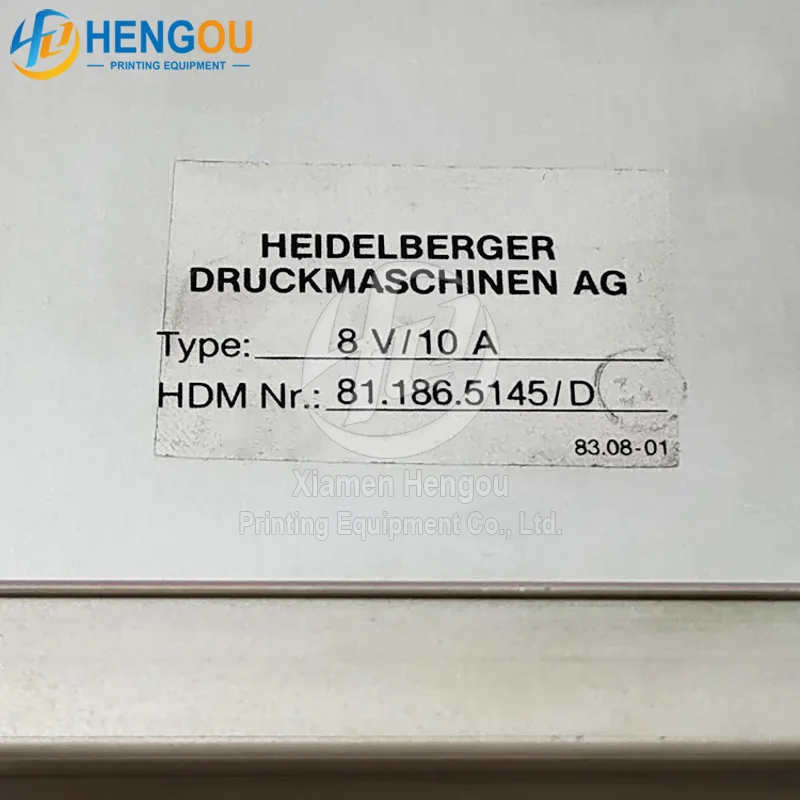 HENGOU
PRINTING EQUIPMENT
HEIDELBERGER
DRUCKMASCHINEN AG
Type: 8 V/10 A
HDM Nr.: 81.186.5145/D
83.08-01
Xiamen Hengou
Printing Equipment Co., Ltd.